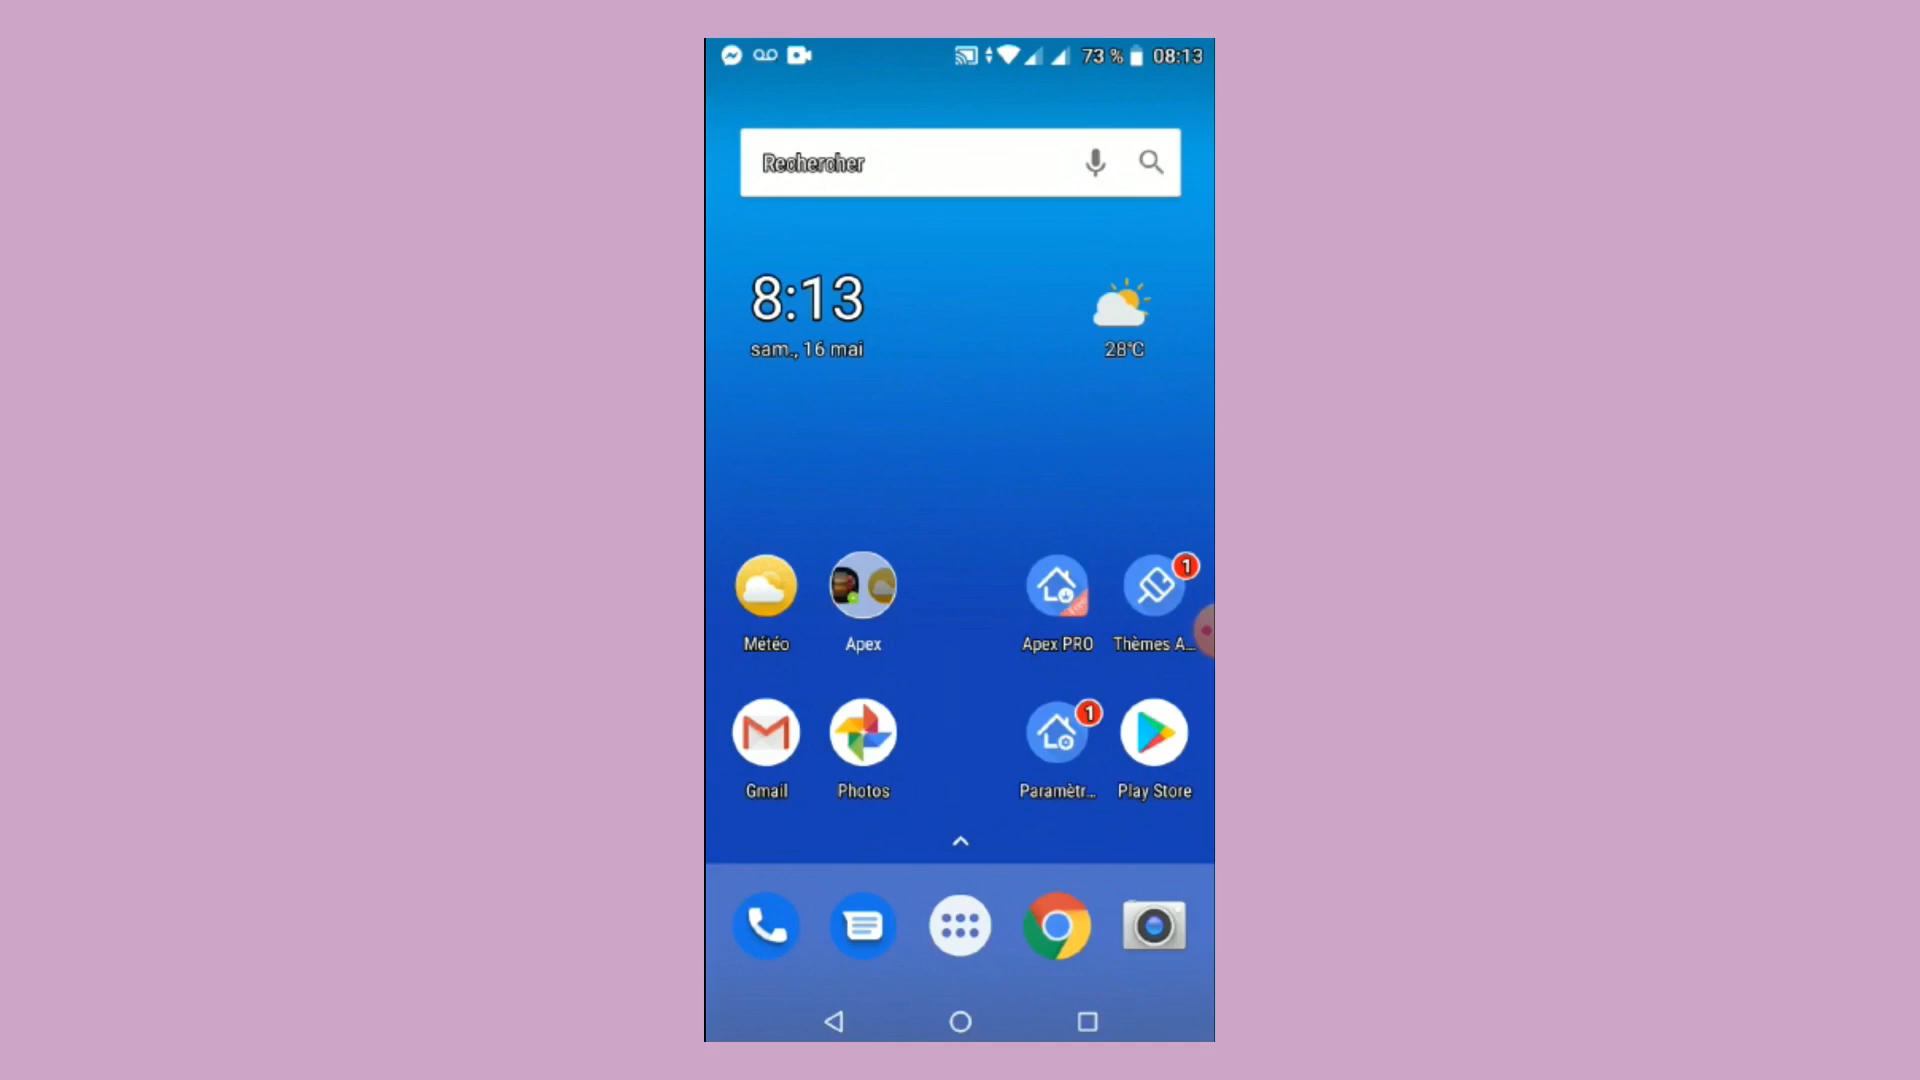 73 % 08:13
Rechercher
8:13
sam., 16 mai
28°C
1
Météo Apex Apex PRO Thèmes A...
1
Gmail Photos Paramètr... Play Store